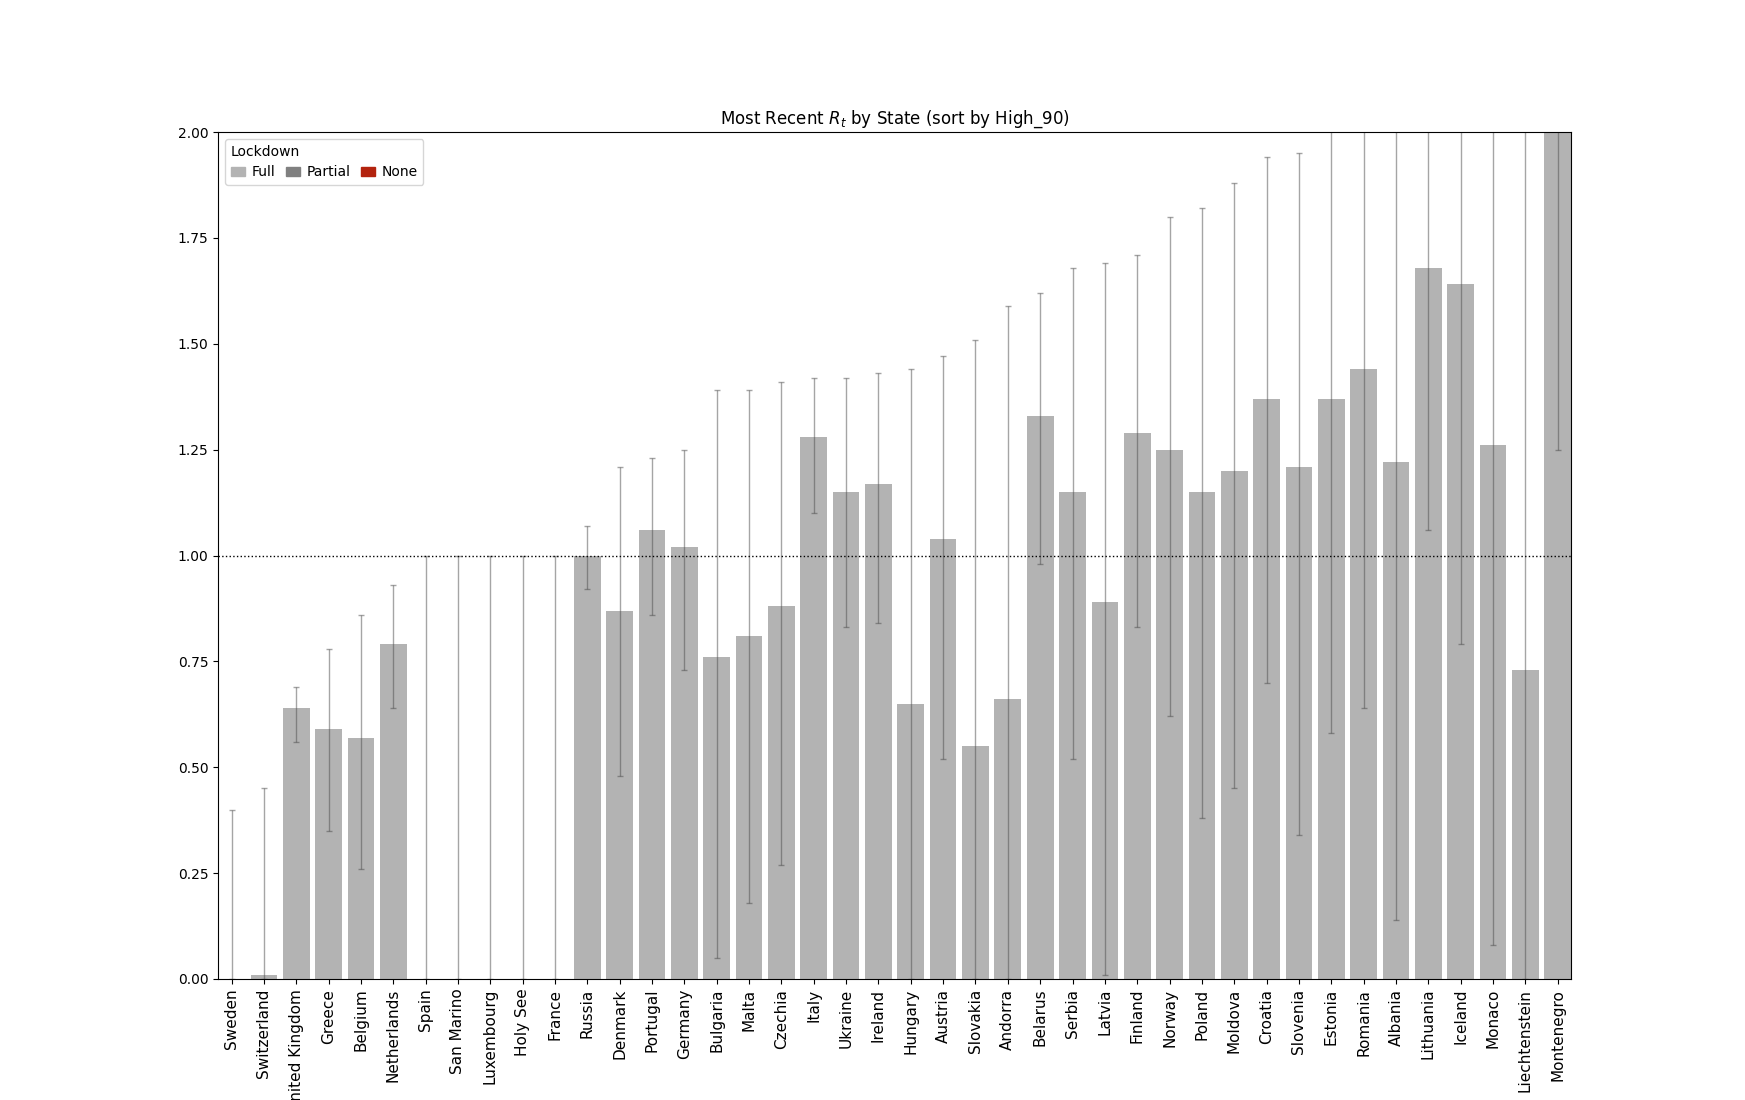 Most Recent R_t by State (sort by High_90)
Lockdown
Full Partial None
2.00
1.75
1.50
1.25
1.00
0.75
0.50
0.25
0.00
Sweden
Switzerland
nited Kingdom
Greece
Belgium
Netherlands
Spain
San Marino
Luxembourg
Holy See
France
Russia
Denmark
Portugal
Germany
Bulgaria
Malta
Czechia
Italy
Ukraine
Ireland
Hungary
Austria
Slovakia
Andorra
Belarus
Serbia
Latvia
Finland
Norway
Poland
Moldova
Croatia
Slovenia
Estonia
Romania
Albania
Lithuania
Iceland
Monaco
Liechtenstein
Montenegro